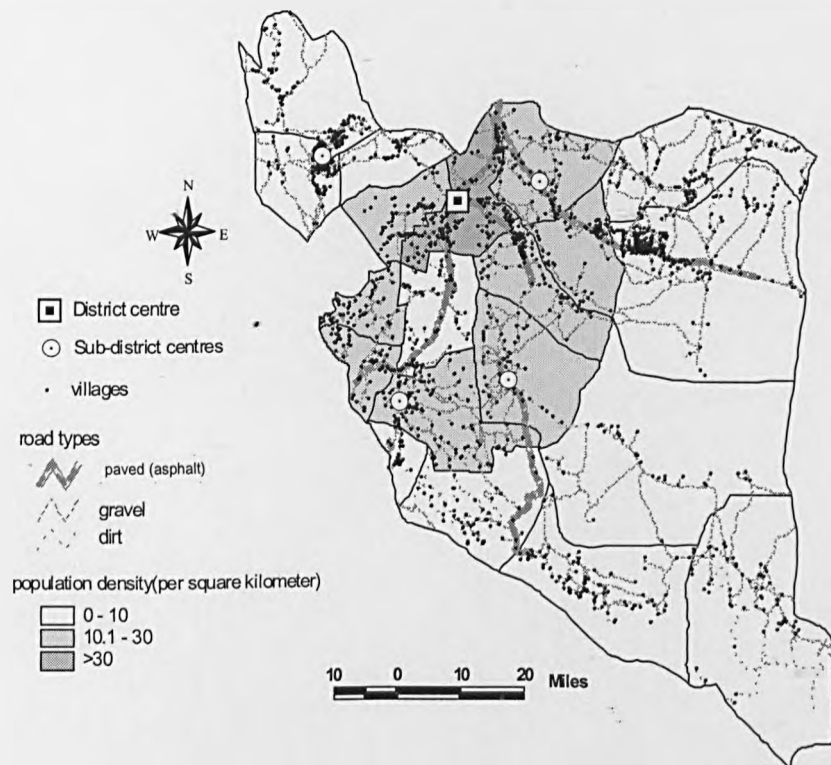 N
W E
S
District centre
Sub-district centres
villages
road types
paved (asphalt)
gravel
dirt
population density(per square kilometer)
0 - 10
10.1 - 30
>30
10 0 10 20 Miles